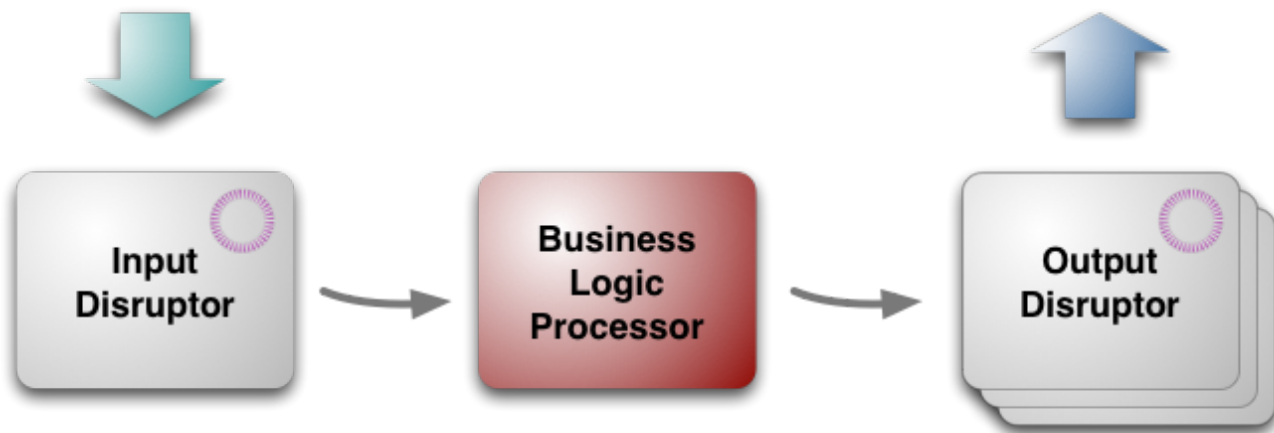 Input
Disruptor
Business
Logic
Processor
Output
Disruptor